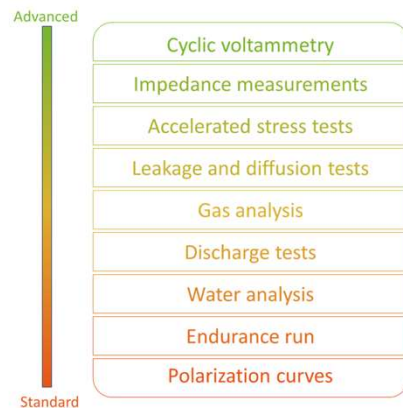 Advanced
Cyclic voltammetry
Impedance measurements
Accelerated stress tests
Leakage and diffusion tests
Gas analysis
Discharge tests
Water analysis
Endurance run
Polarization curves
Standard